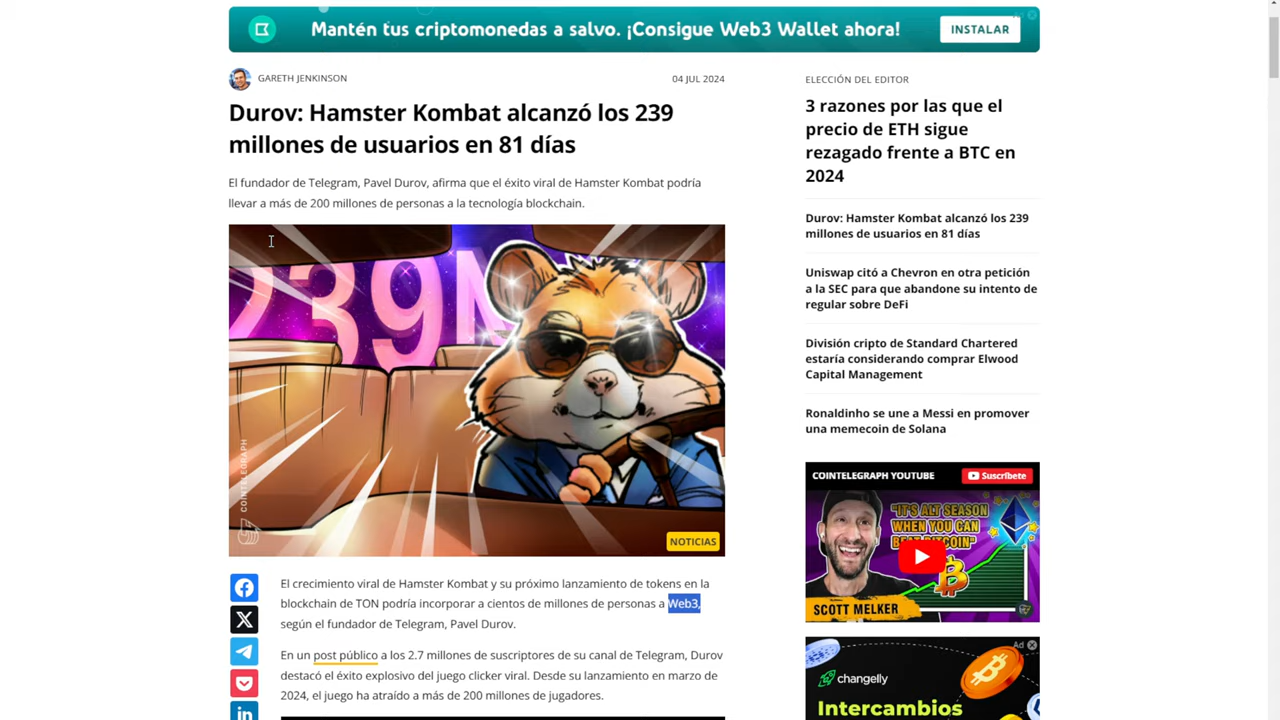 Mantén tus criptomonedas a salvo. ¡Consigue Web3 Wallet ahora!
INSTALAR
Ad
GARETH JENKINSON
04 JUL 2024
Durov: Hamster Kombat alcanzó los 239
millones de usuarios en 81 días
El fundador de Telegram, Pavel Durov, afirma que el éxito viral de Hamster Kombat podría
llevar a más de 200 millones de personas a la tecnología blockchain.
239M
COINTELEGRAPH
NOTICIAS
El crecimiento viral de Hamster Kombat y su próximo lanzamiento de tokens en la
blockchain de TON podría incorporar a cientos de millones de personas a Web3,
según el fundador de Telegram, Pavel Durov.
En un post público a los 2.7 millones de suscriptores de su canal de Telegram, Durov
destacó el éxito explosivo del juego clicker viral. Desde su lanzamiento en marzo de
2024, el juego ha atraído a más de 200 millones de jugadores.
ELECCIÓN DEL EDITOR
3 razones por las que el
precio de ETH sigue
rezagado frente a BTC en
2024
Durov: Hamster Kombat alcanzó los 239
millones de usuarios en 81 días
Uniswap citó a Chevron en otra petición
a la SEC para que abandone su intento de
regular sobre DeFi
División cripto de Standard Chartered
estaría considerando comprar Elwood
Capital Management
Ronaldinho se une a Messi en promover
una memecoin de Solana
COINTELEGRAPH YOUTUBE
Suscríbete
"IT'S ALT SEASON
WHEN YOU CAN
BEAT BITCOIN"
SCOTT MELKER
Ad
changelly
Intercambios